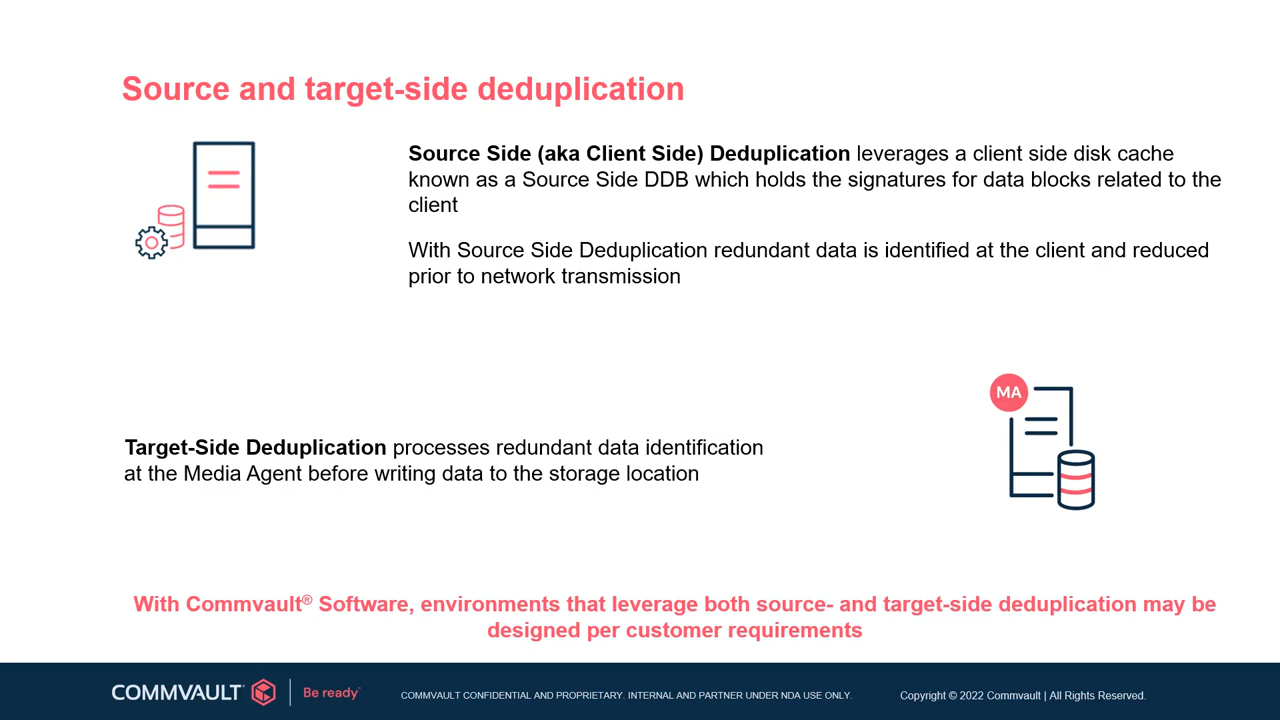 Source and target-side deduplication
Source Side (aka Client Side) Deduplication leverages a client side disk cache
known as a Source Side DDB which holds the signatures for data blocks related to the
client
With Source Side Deduplication redundant data is identified at the client and reduced
prior to network transmission
MA
Target-Side Deduplication processes redundant data identification
at the Media Agent before writing data to the storage location
With Commvault® Software, environments that leverage both source- and target-side deduplication may be
designed per customer requirements
COMMVAULT Be ready COMMVAULT CONFIDENTIAL AND PROPRIETARY. INTERNAL AND PARTNER UNDER NDA USE ONLY. Copyright © 2022 Commvault | All Rights Reserved.